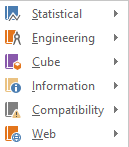 Statistical
Engineering
Cube
Information
Compatibility
Web